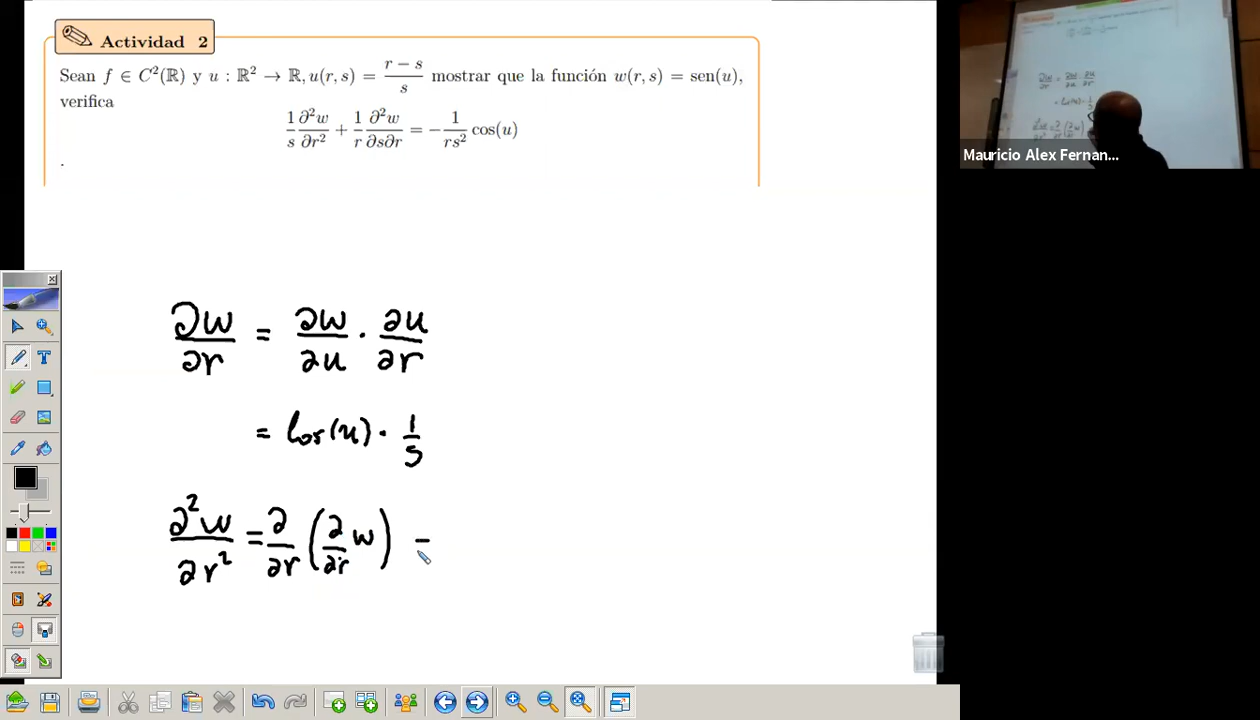 Actividad 2
Sean f ∈ C²(ℝ) y u : ℝ² → ℝ, u(r, s) = (r − s)/s mostrar que la función w(r, s) = sen(u),
verifica
1/s ∂²w/∂r² + 1/r ∂²w/∂s∂r = − 1/(rs²) cos(u)
.
∂w/∂r = ∂w/∂u · ∂u/∂r
= cos(u) · 1/s
∂²w/∂r² = ∂/∂r (∂/∂r w) =
Mauricio Alex Fernan...